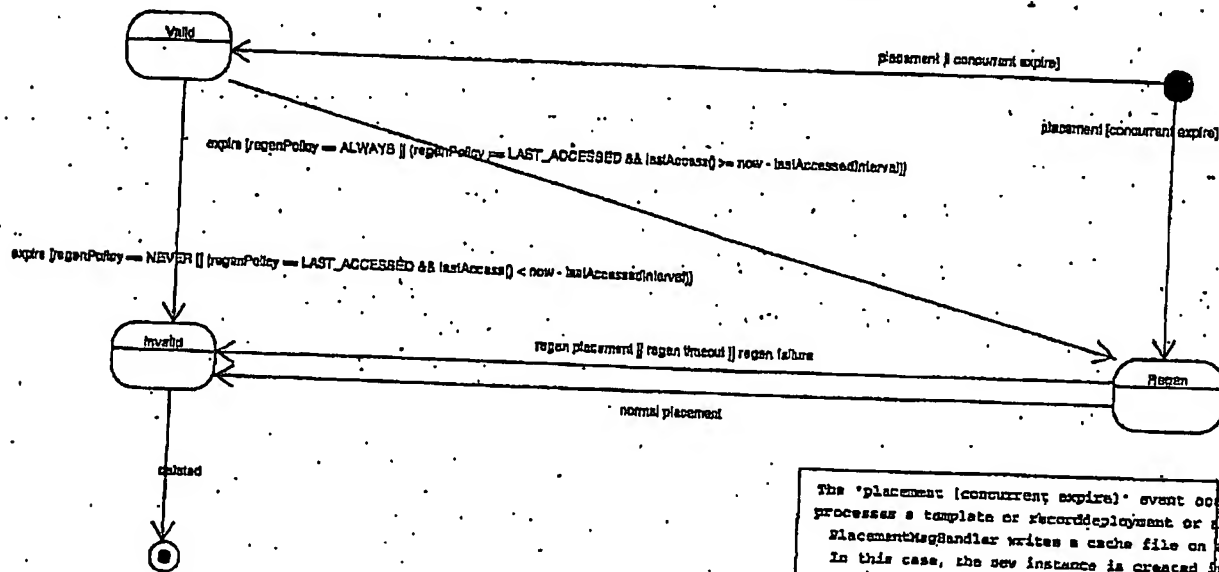 Valid
placement [! concurrent expire]
placement [concurrent expire]
expire [regenPolicy == ALWAYS || (regenPolicy == LAST_ACCESSED && lastAccess() >= now - lastAccessedInterval)]
expire [regenPolicy == NEVER || (regenPolicy == LAST_ACCESSED && lastAccess() < now - lastAccessedInterval)]
Invalid
regen placement || regen timeout || regen failure
Regen
normal placement
deleted
The "placement [concurrent expire]" event
processes a template or recorddeployment or
PlacementMsgHandler writes a cache file on
In this case, the new instance is created